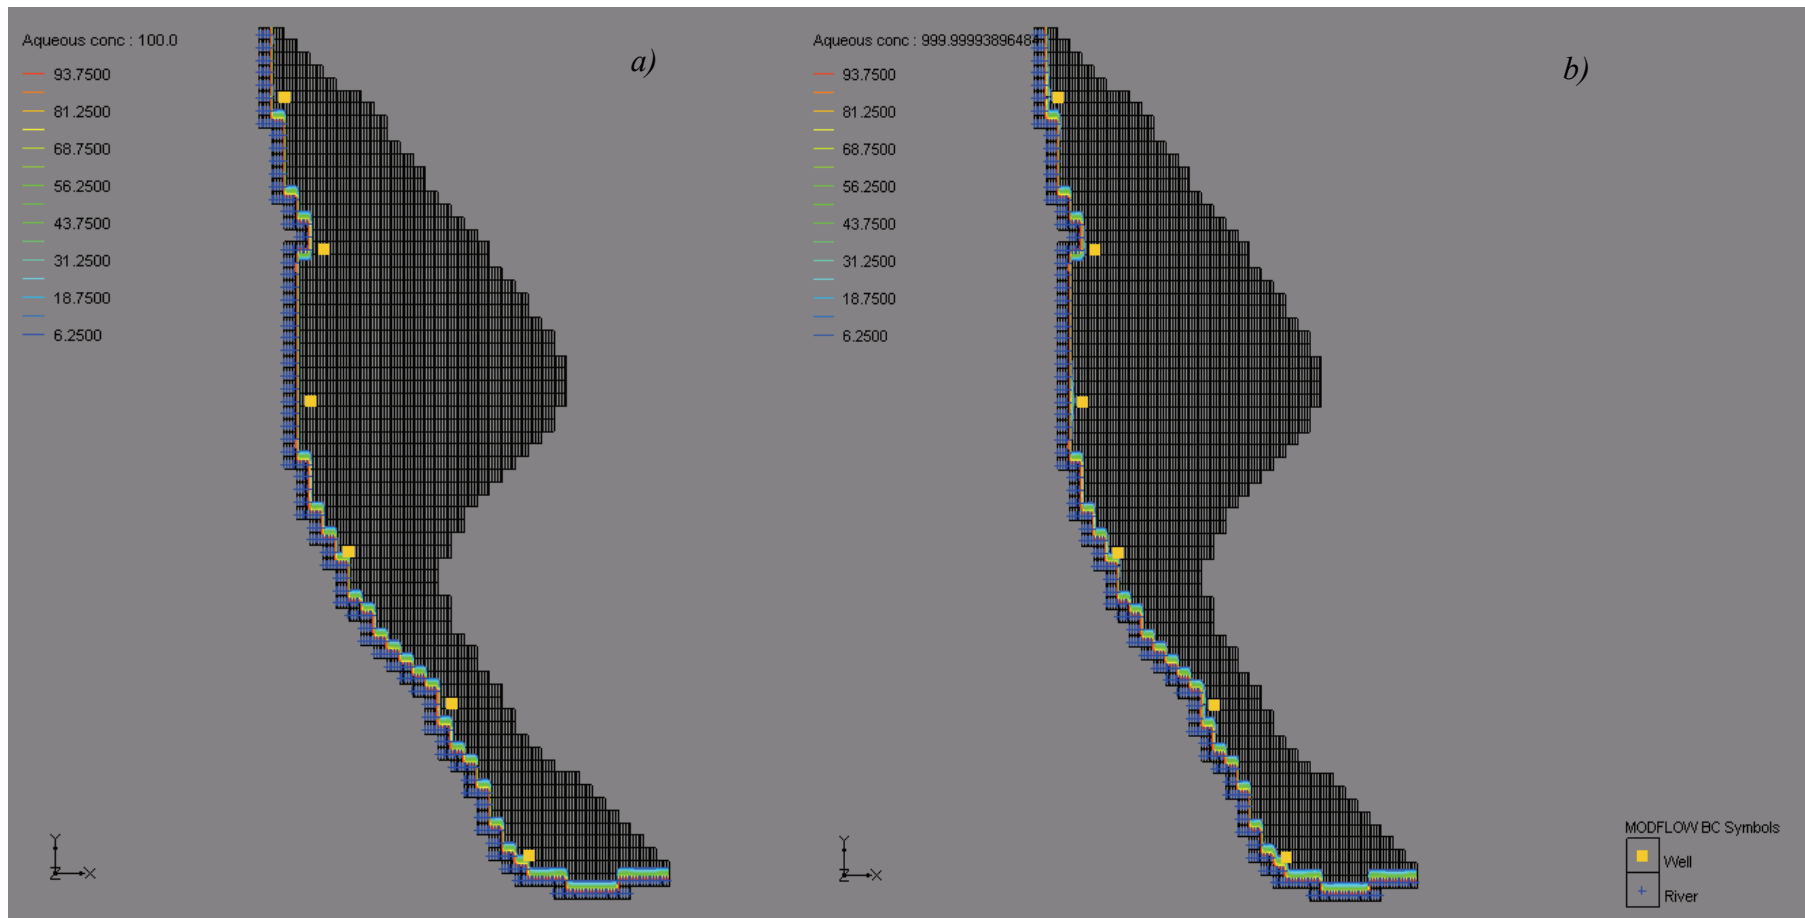 Aqueous conc : 100.0
93.7500
81.2500
68.7500
56.2500
43.7500
31.2500
18.7500
6.2500
a)
Y
Z X
Aqueous conc : 999.99993896484
93.7500
81.2500
68.7500
56.2500
43.7500
31.2500
18.7500
6.2500
b)
Y
Z X
MODFLOW BC Symbols
Well
River